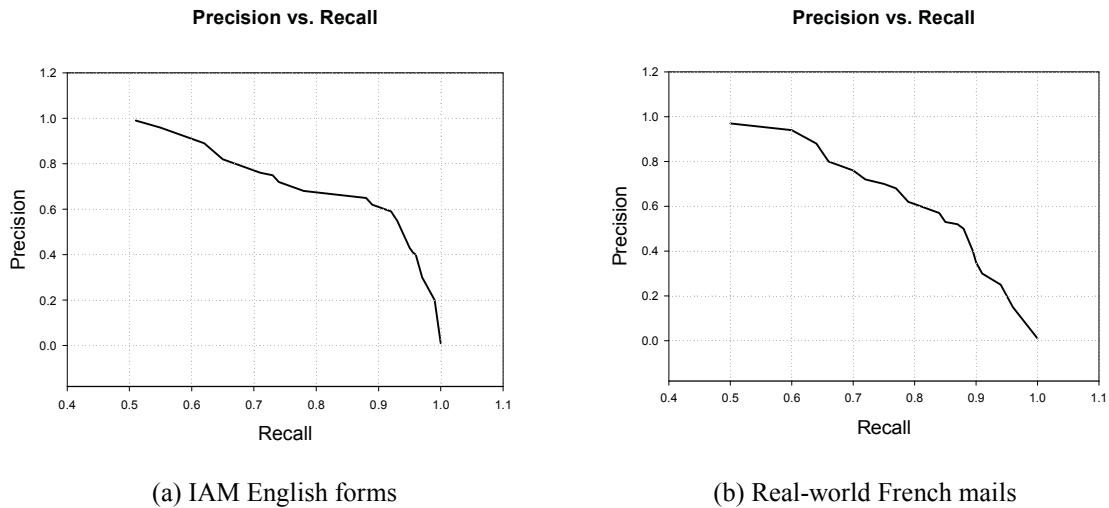 Precision vs. Recall
1.2
1.0
0.8
0.6
0.4
0.2
0.0
Precision
0.4 0.5 0.6 0.7 0.8 0.9 1.0 1.1
Recall
(a) IAM English forms
Precision vs. Recall
1.2
1.0
0.8
0.6
0.4
0.2
0.0
Precision
0.4 0.5 0.6 0.7 0.8 0.9 1.0 1.1
Recall
(b) Real-world French mails